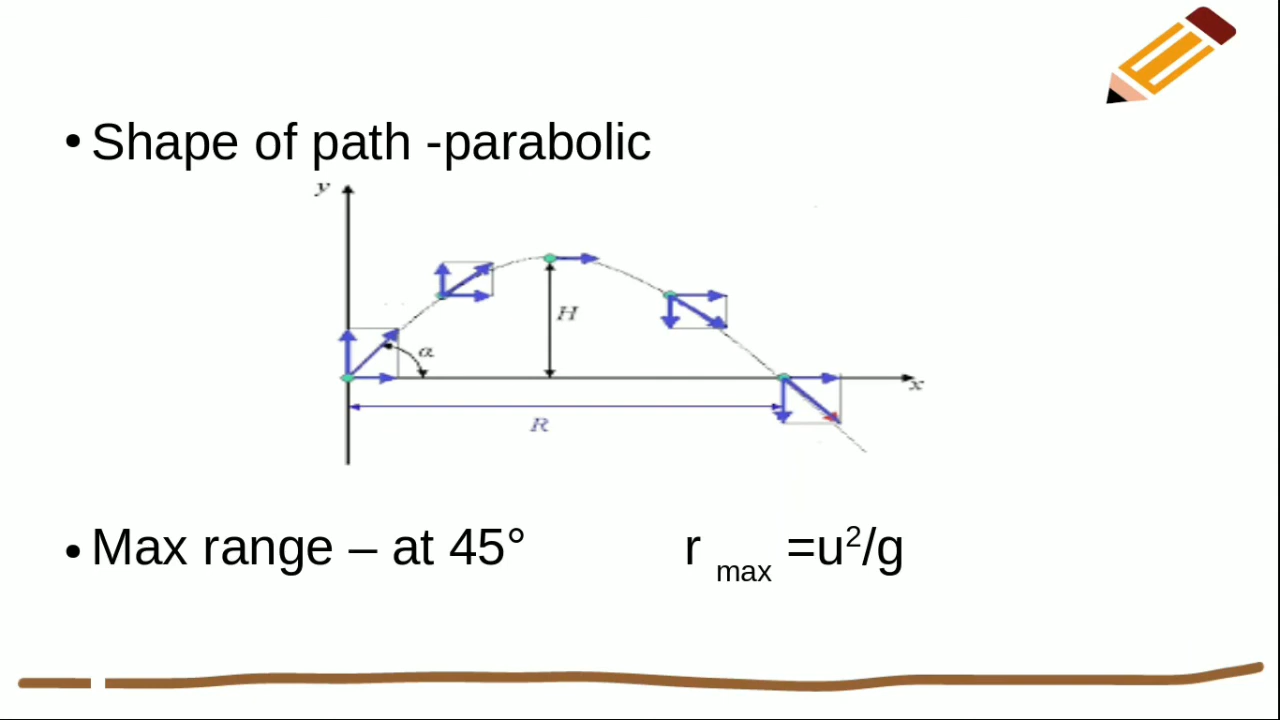 • Shape of path -parabolic
y
H
α
x
R
• Max range – at 45° r max =u²/g